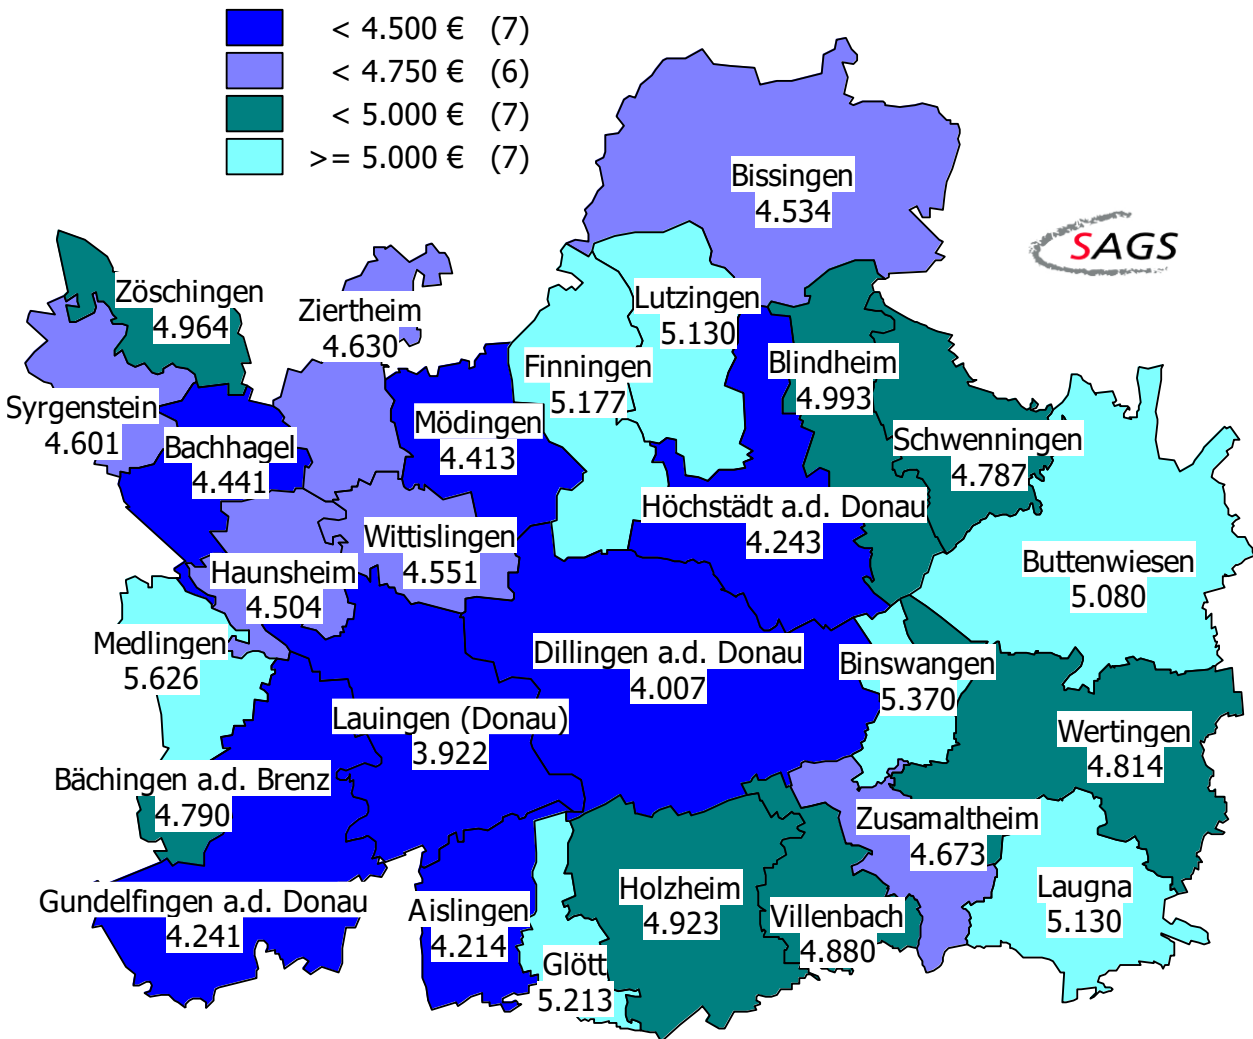 < 4.500 € (7)
< 4.750 € (6)
< 5.000 € (7)
>= 5.000 € (7)
Bissingen
4.534
SAGS
Zöschingen
4.964
Ziertheim
4.630
Lutzingen
5.130
Finningen
5.177
Blindheim
4.993
Syrgenstein
4.601
Bachhagel
4.441
Mödingen
4.413
Schwenningen
4.787
Höchstädt a.d. Donau
4.243
Wittislingen
4.551
Haunsheim
4.504
Buttenwiesen
5.080
Medlingen
5.626
Dillingen a.d. Donau
4.007
Binswangen
5.370
Lauingen (Donau)
3.922
Wertingen
4.814
Bächingen a.d. Brenz
4.790
Zusamaltheim
4.673
Gundelfingen a.d. Donau
4.241
Aislingen
4.214
Holzheim
4.923
Villenbach
4.880
Laugna
5.130
Glött
5.213